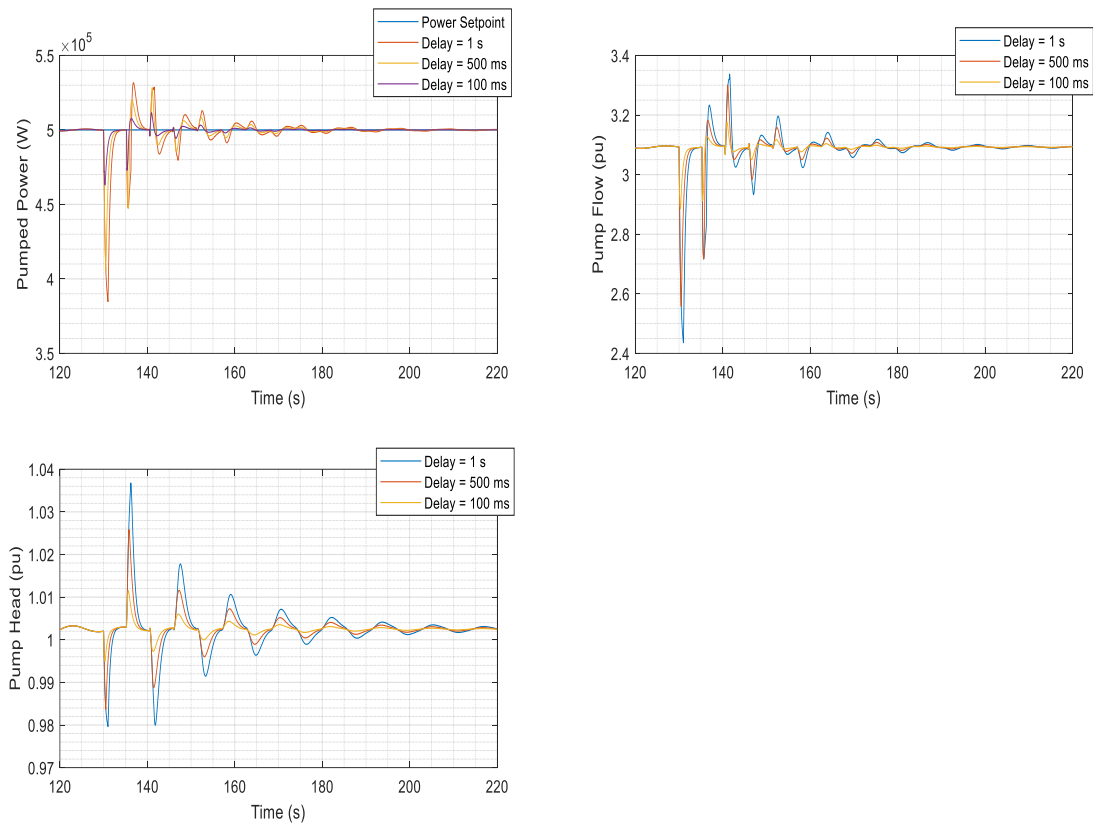 ×10⁵
Power Setpoint
Delay = 1 s
Delay = 500 ms
Delay = 100 ms
5.5
5
4.5
4
3.5
Pumped Power (W)
120 140 160 180 200 220
Time (s)
Delay = 1 s
Delay = 500 ms
Delay = 100 ms
3.4
3.2
3
2.8
2.6
2.4
Pump Flow (pu)
120 140 160 180 200 220
Time (s)
Delay = 1 s
Delay = 500 ms
Delay = 100 ms
1.04
1.03
1.02
1.01
1
0.99
0.98
0.97
Pump Head (pu)
120 140 160 180 200 220
Time (s)